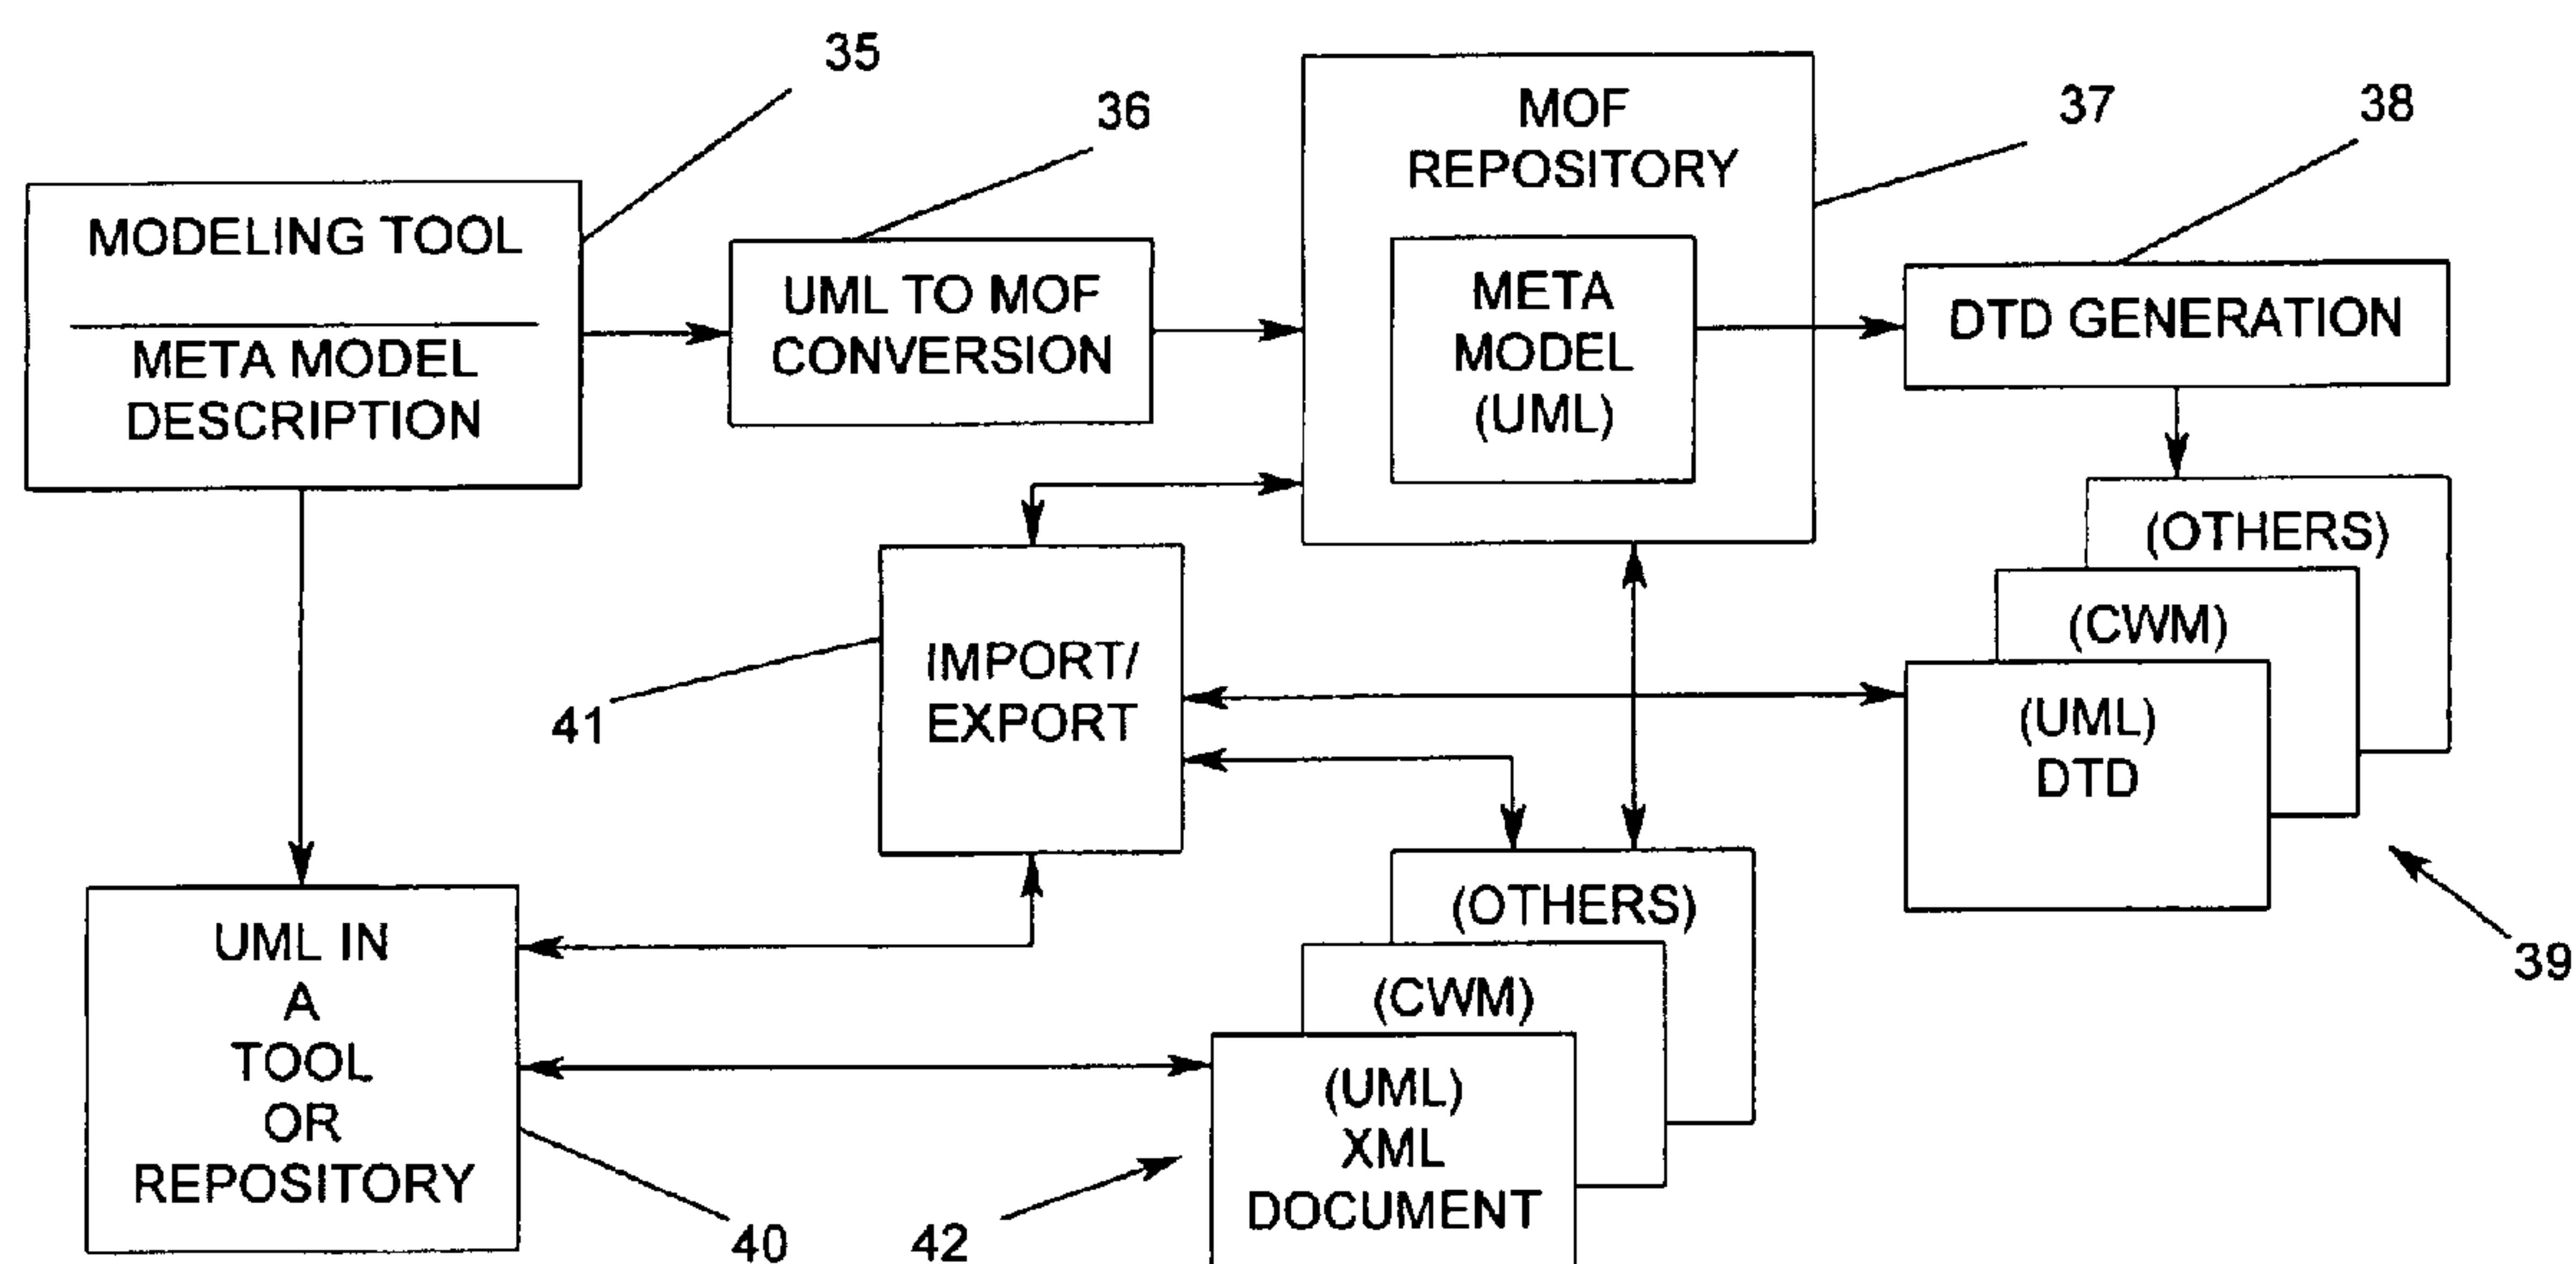 35
36
37
38
MODELING TOOL
META MODEL
DESCRIPTION
UML TO MOF
CONVERSION
MOF
REPOSITORY
META
MODEL
(UML)
DTD GENERATION
(OTHERS)
(CWM)
(UML)
DTD
39
41
IMPORT/
EXPORT
UML IN
A
TOOL
OR
REPOSITORY
40
42
(OTHERS)
(CWM)
(UML)
XML
DOCUMENT